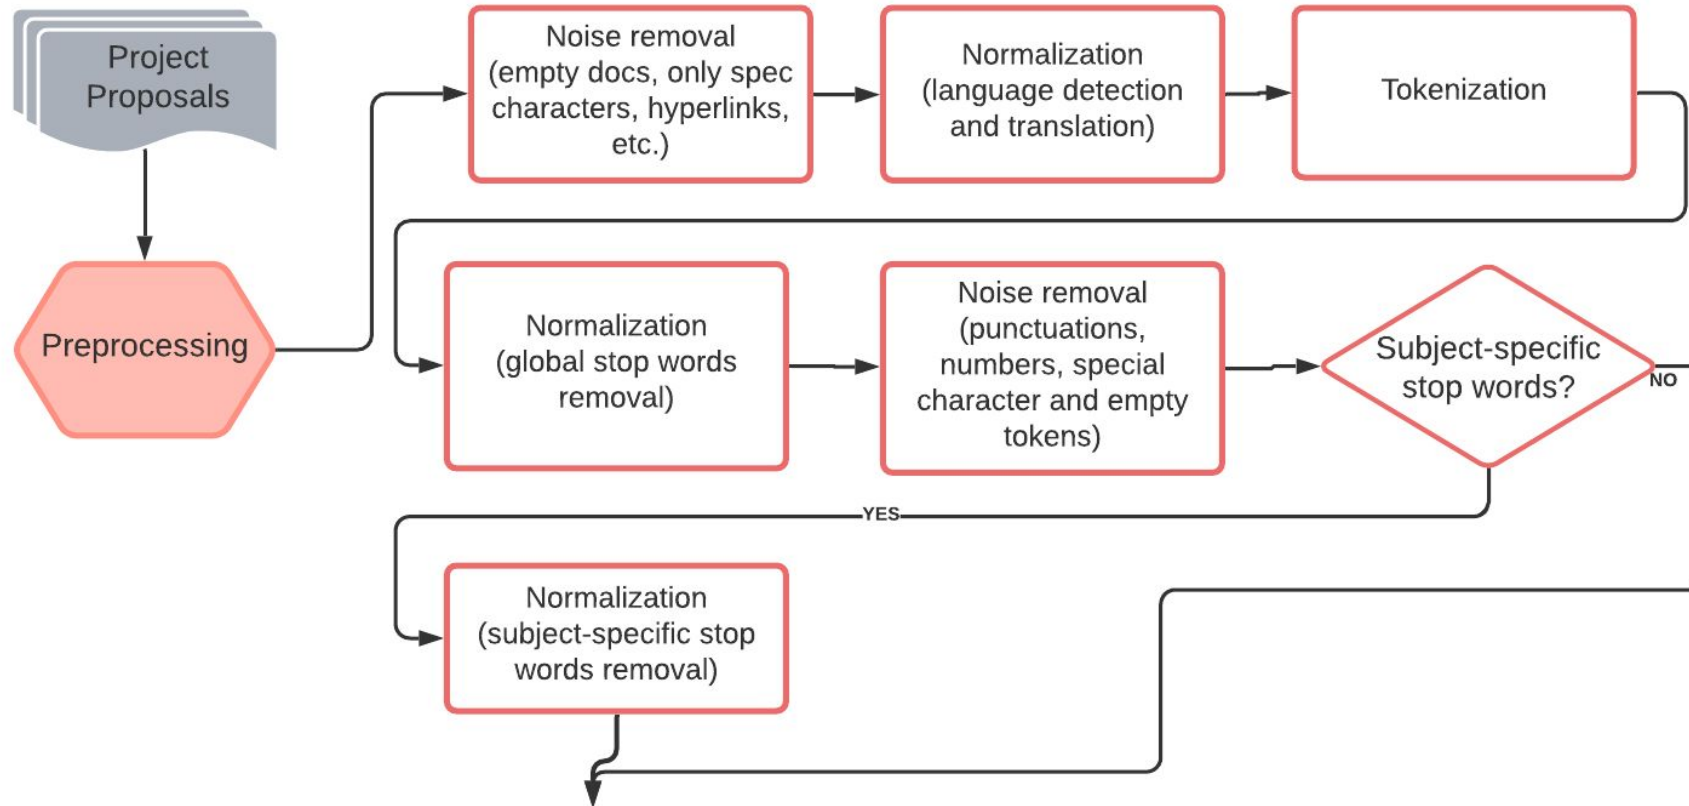 Project
Proposals
Noise removal
(empty docs, only spec
characters, hyperlinks,
etc.)
Normalization
(language detection
and translation)
Tokenization
Preprocessing
Normalization
(global stop words
removal)
Noise removal
(punctuations,
numbers, special
character and empty
tokens)
Subject-specific
stop words?
NO
YES
Normalization
(subject-specific stop
words removal)